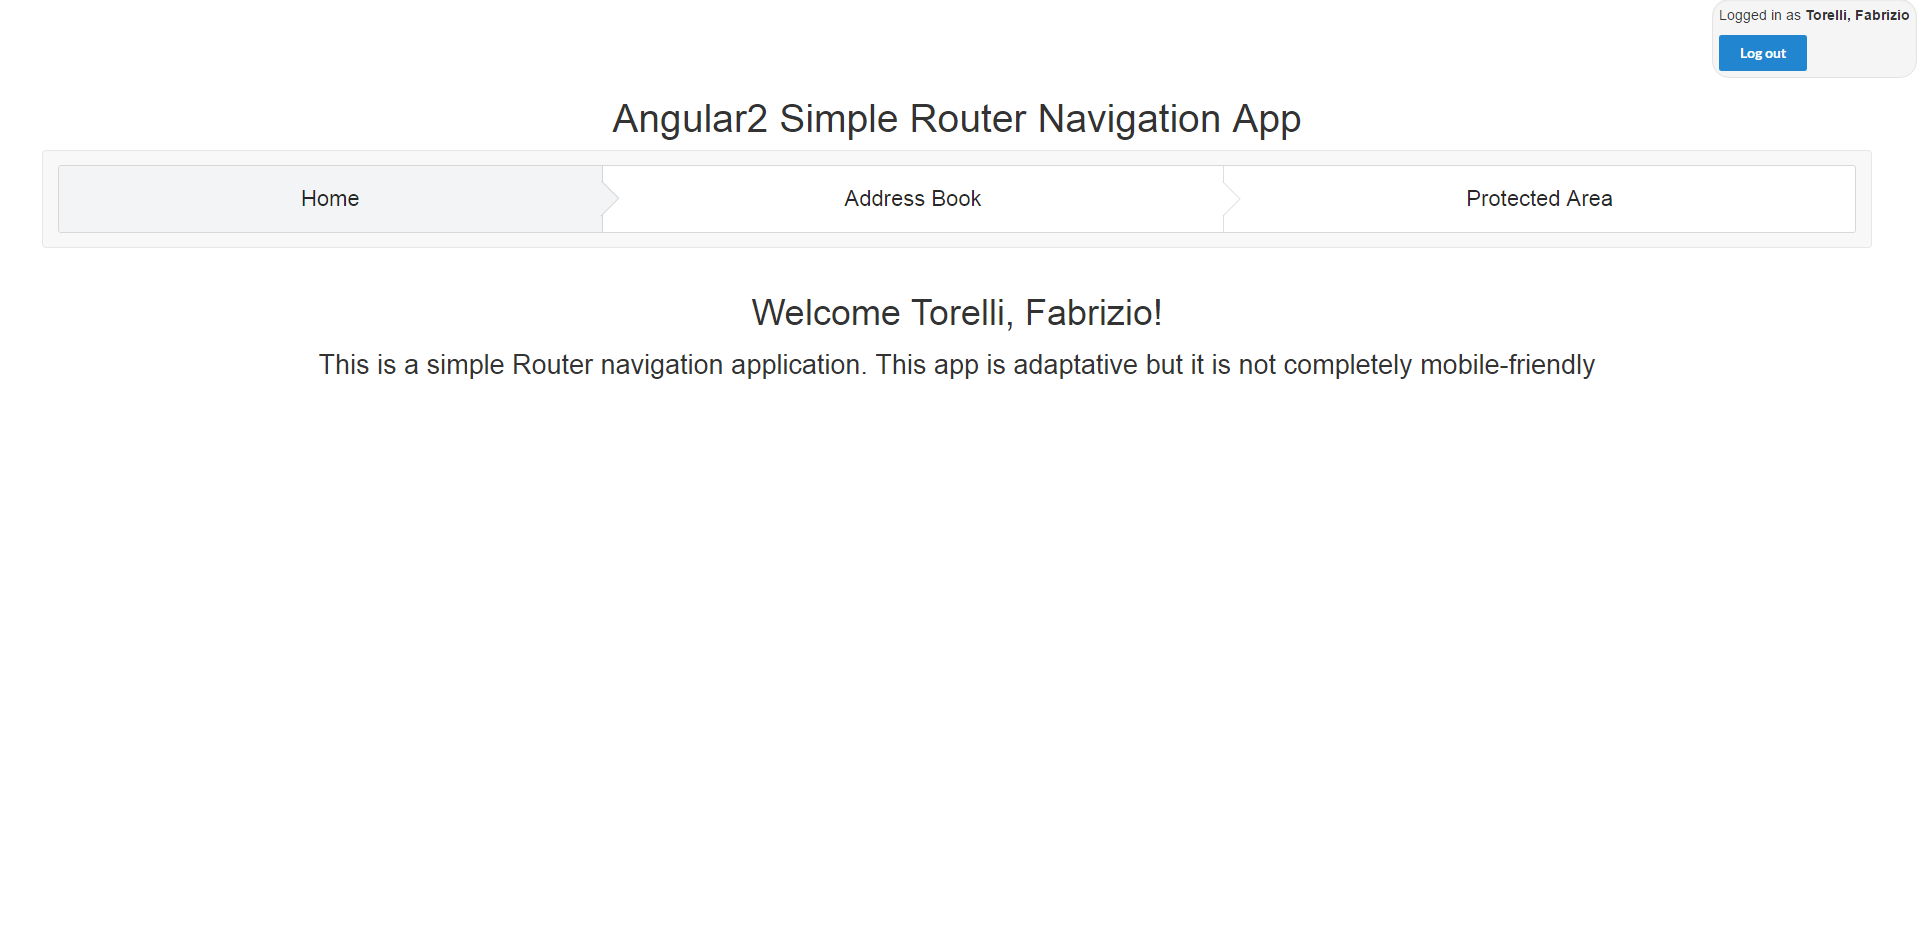 Logged in as Torelli, Fabrizio
Log out
Angular2 Simple Router Navigation App
Home
Address Book
Protected Area
Welcome Torelli, Fabrizio!
This is a simple Router navigation application. This app is adaptative but it is not completely mobile-friendly